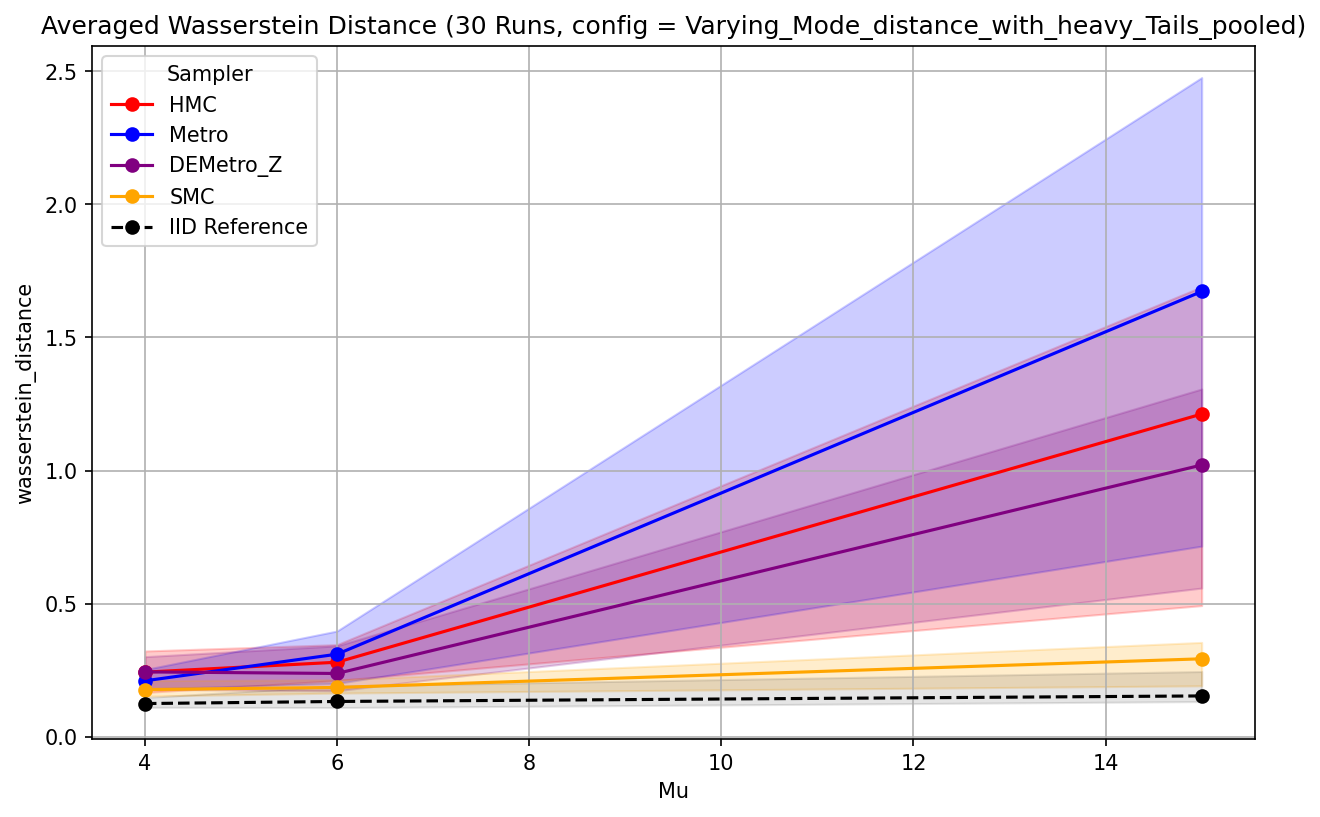 Averaged Wasserstein Distance (30 Runs, config = Varying_Mode_distance_with_heavy_Tails_pooled)
Sampler
HMC
Metro
DEMetro_Z
SMC
IID Reference
wasserstein_distance
2.5
2.0
1.5
1.0
0.5
0.0
4
6
8
10
12
14
Mu